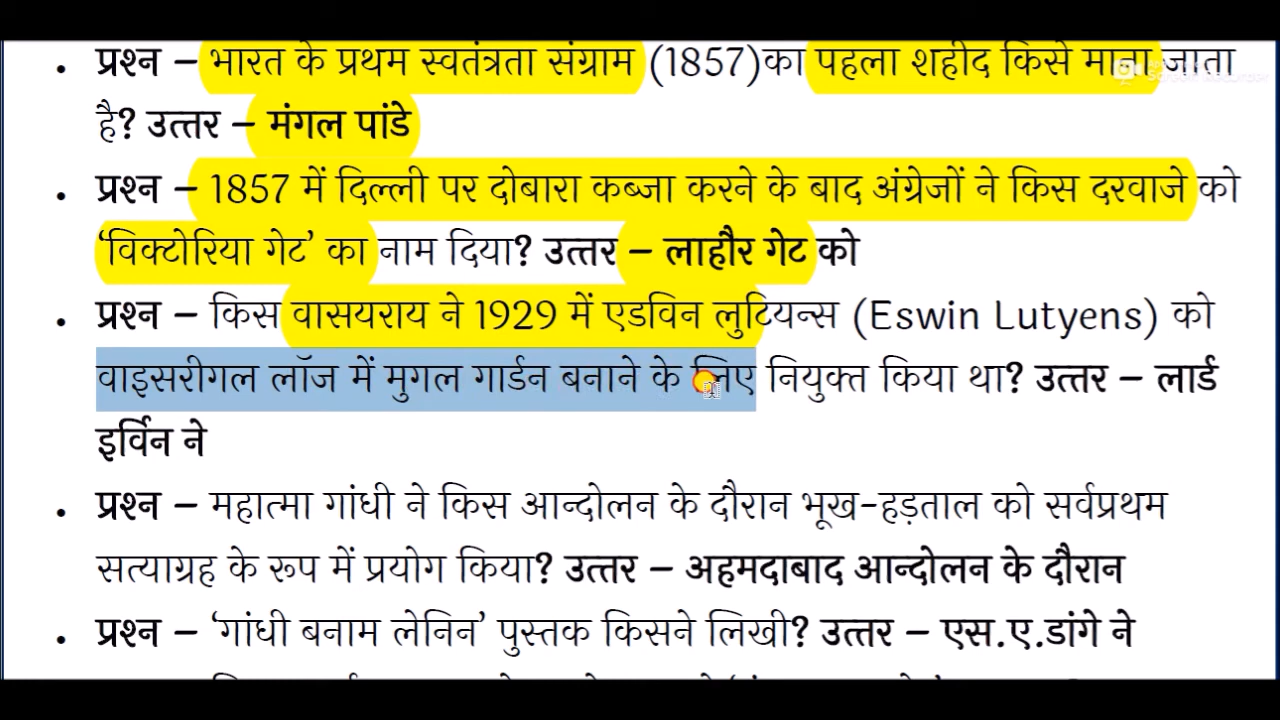 • प्रश्न – भारत के प्रथम स्वतंत्रता संग्राम (1857)का पहला शहीद किसे माना जाता
है? उत्तर – मंगल पांडे
• प्रश्न – 1857 में दिल्ली पर दोबारा कब्जा करने के बाद अंग्रेजों ने किस दरवाजे को
‘विक्टोरिया गेट’ का नाम दिया? उत्तर – लाहौर गेट को
• प्रश्न – किस वासयराय ने 1929 में एडविन लुटियन्स (Eswin Lutyens) को
वाइसरीगल लॉज में मुगल गार्डन बनाने के लिए नियुक्त किया था? उत्तर – लार्ड
इर्विन ने
• प्रश्न – महात्मा गांधी ने किस आन्दोलन के दौरान भूख-हड़ताल को सर्वप्रथम
सत्याग्रह के रूप में प्रयोग किया? उत्तर – अहमदाबाद आन्दोलन के दौरान
• प्रश्न – ‘गांधी बनाम लेनिन’ पुस्तक किसने लिखी? उत्तर – एस.ए.डांगे ने